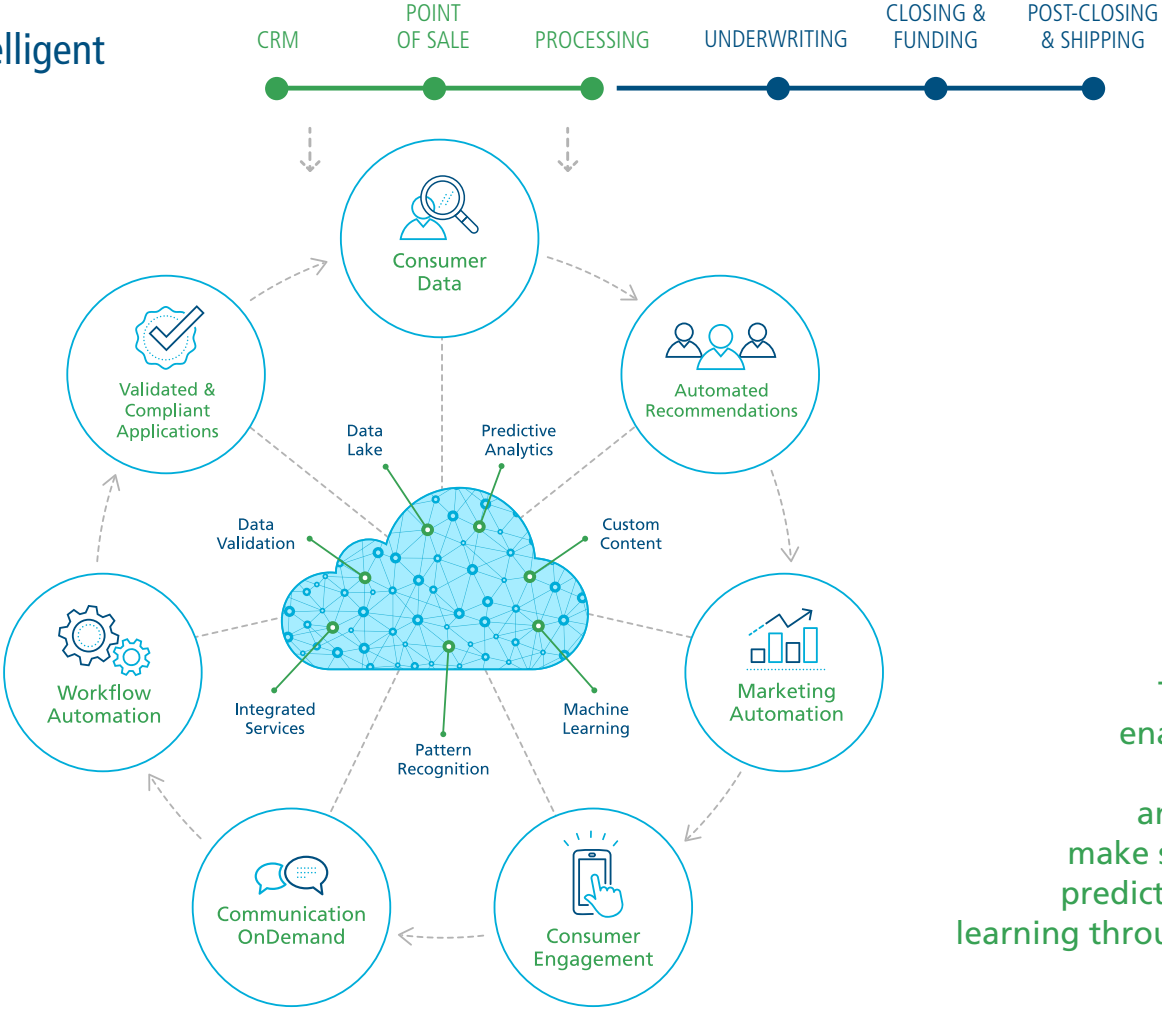 CRM
POINT
OF SALE
PROCESSING
UNDERWRITING
CLOSING &
FUNDING
POST-CLOSING
& SHIPPING
Consumer
Data
Automated
Recommendations
Marketing
Automation
Consumer
Engagement
Communication
OnDemand
Workflow
Automation
Validated &
Compliant
Applications
Data
Lake
Predictive
Analytics
Custom
Content
Machine
Learning
Pattern
Recognition
Integrated
Services
Data
Validation
make
learning